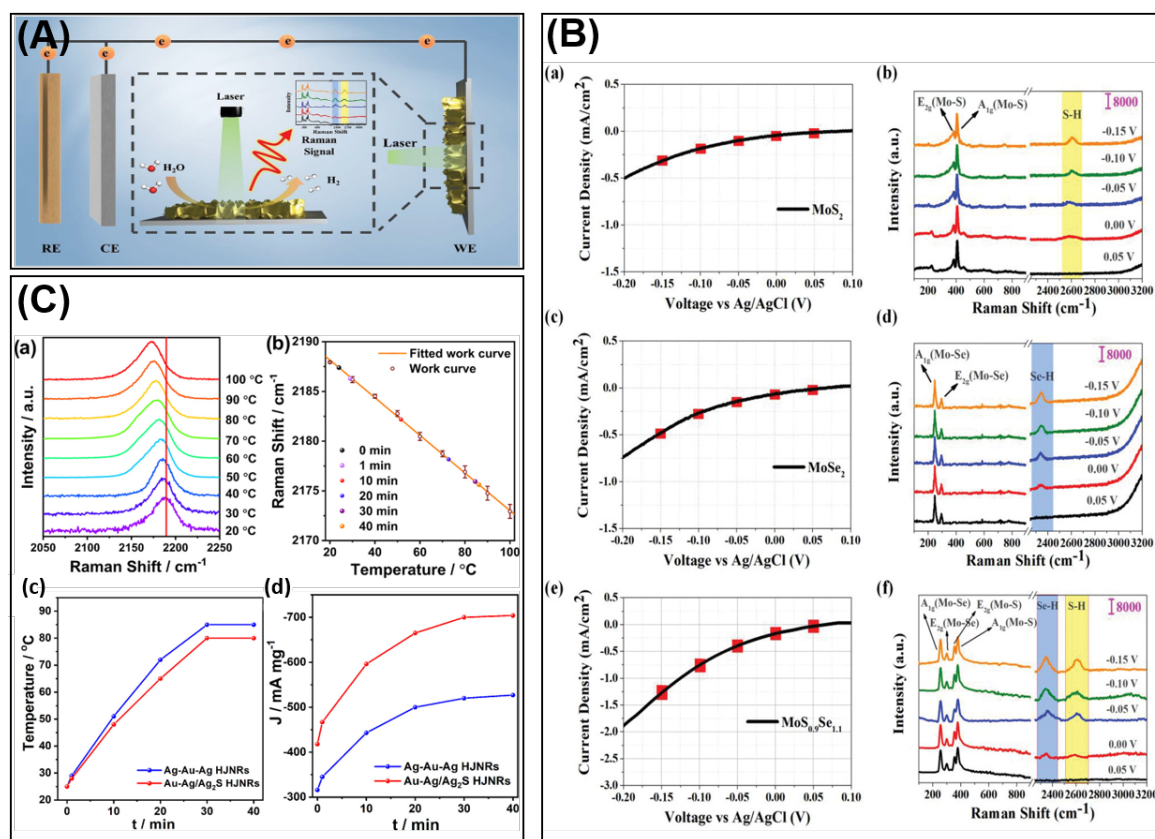 (A)
e e e e e
Laser
Raman
Signal
Intensity
Raman Shift
Laser
H₂O
H₂
RE
CE
WE
(B)
(a)
Current Density (mA/cm²)
0.5
0.0
-0.5
-1.0
-1.5
MoS₂
-0.20 -0.15 -0.10 -0.05 0.00 0.05 0.10
Voltage vs Ag/AgCl (V)
(b)
Intensity (a.u.)
E₂g(Mo-S)
A₁g(Mo-S)
S-H
8000
-0.15 V
-0.10 V
-0.05 V
0.00 V
0.05 V
200 400 600 800 2400 2600 2800 3000 3200
Raman Shift (cm⁻¹)
(c)
Current Density (mA/cm²)
0.5
0.0
-0.5
-1.0
-1.5
MoSe₂
-0.20 -0.15 -0.10 -0.05 0.00 0.05 0.10
Voltage vs Ag/AgCl (V)
(d)
Intensity (a.u.)
A₁g(Mo-Se)
E₂g(Mo-Se)
Se-H
8000
-0.15 V
-0.10 V
-0.05 V
0.00 V
0.05 V
200 400 600 800 2400 2600 2800 3000 3200
Raman Shift (cm⁻¹)
(e)
Current Density (mA/cm²)
1.0
0.5
0.0
-0.5
-1.0
-1.5
-2.0
-2.5
-3.0
MoS₀.₉Se₁.₁
-0.20 -0.15 -0.10 -0.05 0.00 0.05 0.10
Voltage vs Ag/AgCl (V)
(f)
Intensity (a.u.)
A₁g(Mo-Se)
E₂g(Mo-Se)
E₂g(Mo-S)
A₁g(Mo-S)
Se-H
S-H
8000
-0.15 V
-0.10 V
-0.05 V
0.00 V
0.05 V
200 400 600 800 2400 2600 2800 3000 3200
Raman Shift (cm⁻¹)
(C)
(a)
Intensity / a.u.
100 °C
90 °C
80 °C
70 °C
60 °C
50 °C
40 °C
30 °C
20 °C
2050 2100 2150 2200 2250
Raman Shift / cm⁻¹
(b)
Raman Shift / cm⁻¹
2190
2185
2180
2175
2170
Fitted work curve
Work curve
0 min
1 min
10 min
20 min
30 min
40 min
20 40 60 80 100
Temperature / °C
(c)
Temperature / °C
90
80
70
60
50
40
30
20
Ag-Au-Ag HJNRs
Au-Ag/Ag₂S HJNRs
0 10 20 30 40
t / min
(d)
J / mA mg⁻¹
-700
-600
-500
-400
-300
Ag-Au-Ag HJNRs
Au-Ag/Ag₂S HJNRs
0 10 20 30 40
t / min